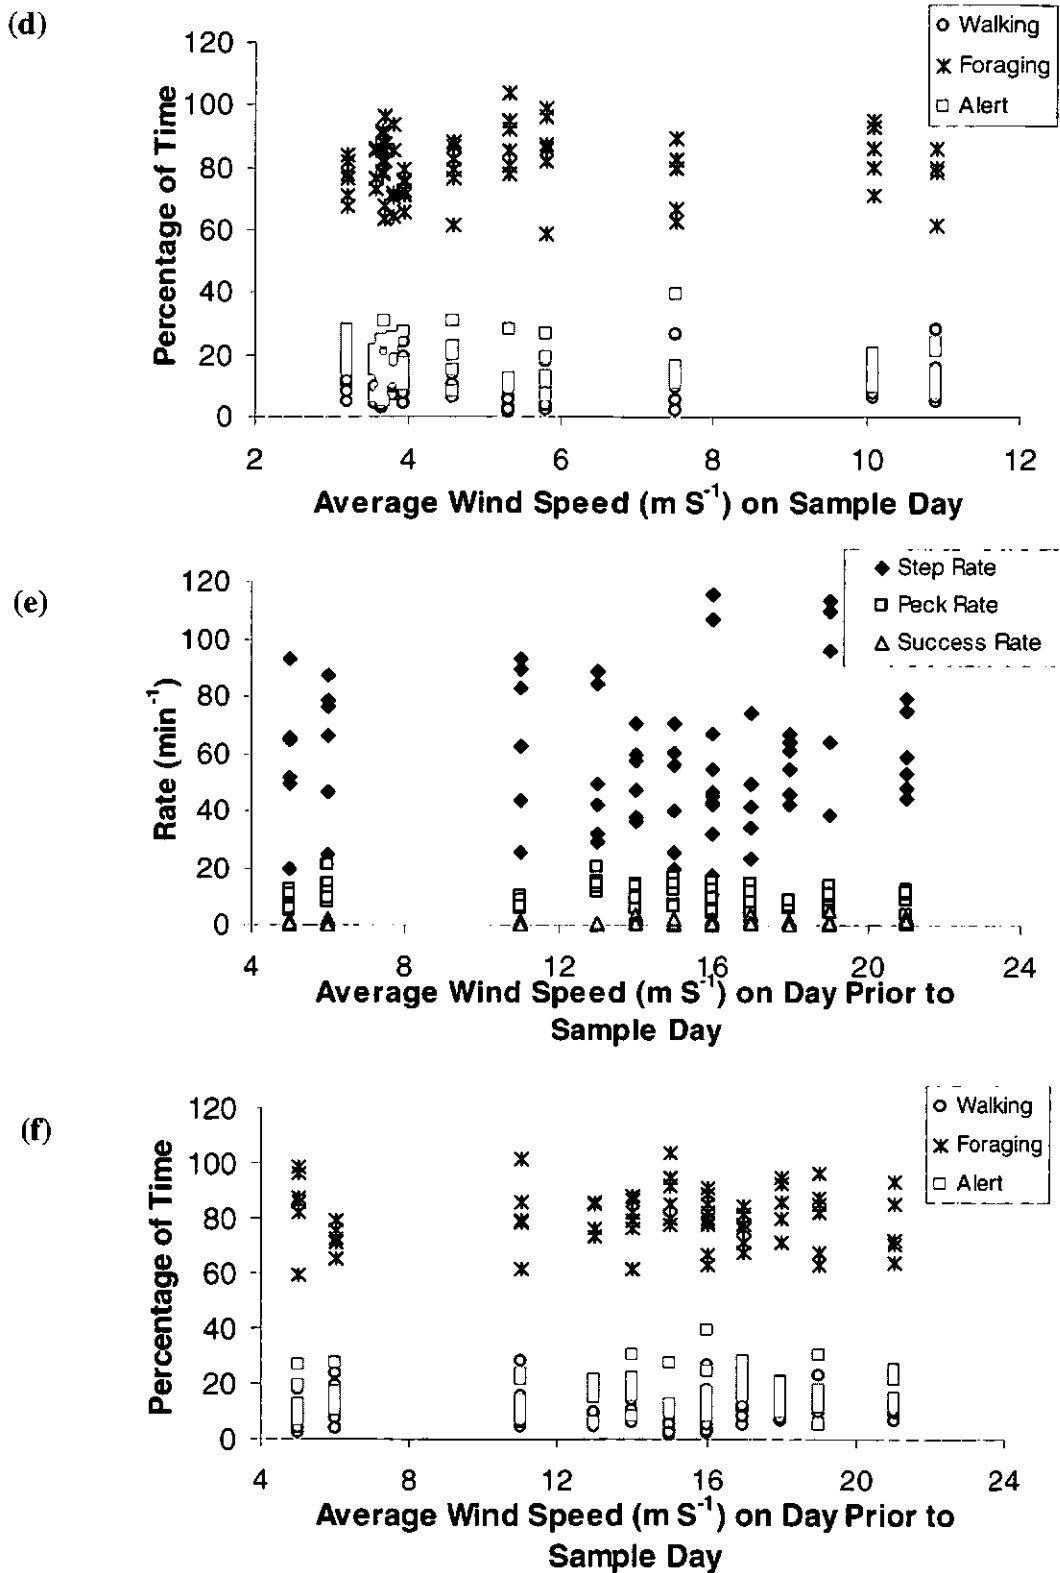 (d)
Walking
Foraging
Alert
Percentage of Time
120
100
80
60
40
20
0
2 4 6 8 10 12
Average Wind Speed (m S⁻¹) on Sample Day
(e)
Step Rate
Peck Rate
Success Rate
Rate (min⁻¹)
120
100
80
60
40
20
0
4 8 12 16 20 24
Average Wind Speed (m S⁻¹) on Day Prior to
Sample Day
(f)
Walking
Foraging
Alert
Percentage of Time
120
100
80
60
40
20
0
4 8 12 16 20 24
Average Wind Speed (m S⁻¹) on Day Prior to
Sample Day